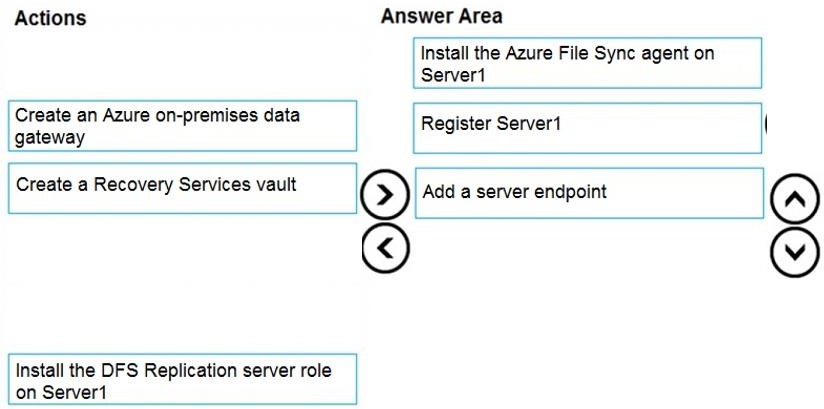 Actions
Answer Area
Install the Azure File Sync agent on
Server1
Create an Azure on-premises data
gateway
Register Server1
Create a Recovery Services vault
Add a server endpoint
Install the DFS Replication server role
on Server1